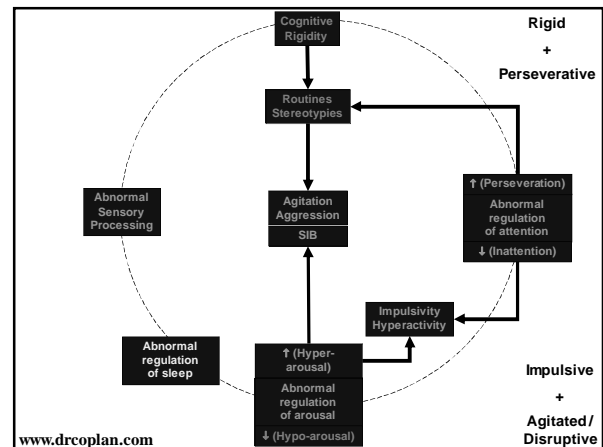 Cognitive
Rigidity
Rigid
+
Perseverative
Routines
Stereotypies
↑ (Perseveration)
Abnormal
regulation
of attention
↓ (Inattention)
Abnormal
Sensory
Processing
Agitation
Aggression
SIB
Impulsivity
Hyperactivity
Abnormal
regulation
of sleep
↑ (Hyper-
arousal)
Abnormal
regulation
of arousal
↓ (Hypo-arousal)
Impulsive
+
Agitated/
Disruptive
www.drcoplan.com